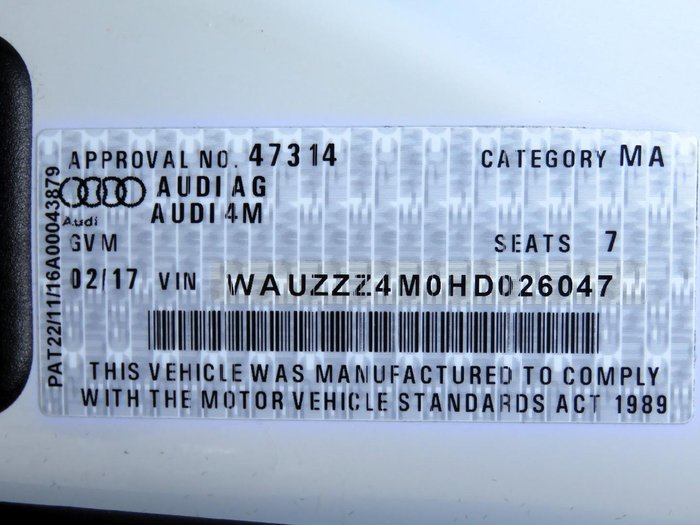 APPROVAL NO. 47314 CATEGORY MA
AUDI AG
Audi
AUDI 4M
GVM SEATS 7
02/17 VIN WAUZZZ4M0HD026047
THIS VEHICLE WAS MANUFACTURED TO COMPLY
WITH THE MOTOR VEHICLE STANDARDS ACT 1989
PAT22/11/16A00043879